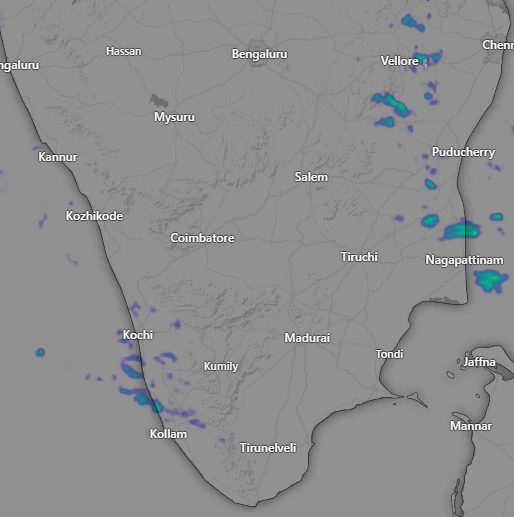 Chenn
Hassan
Bengaluru
Vellore
ngaluru
Mysuru
Puducherry
Kannur
Salem
Kozhikode
Coimbatore
Tiruchi
Nagapattinam
Kochi
Madurai
Tondi
Kumily
Jaffna
Mannar
Kollam
Tirunelveli